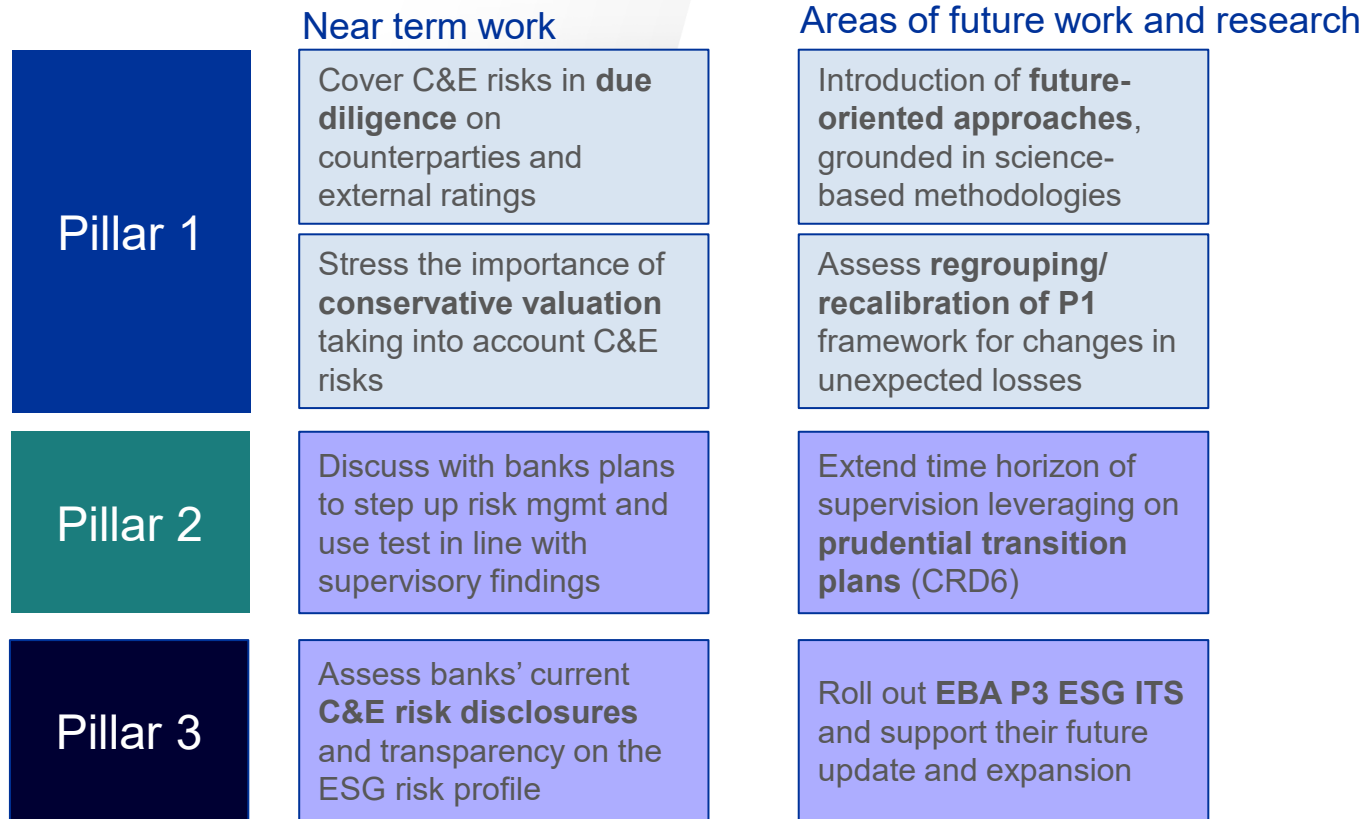 Near term work
Areas of future work and research
Pillar 1
Cover C&E risks in due
diligence on
counterparties and
external ratings
Introduction of future-
oriented approaches,
grounded in science-
based methodologies
Stress the importance of
conservative valuation
taking into account C&E
risks
Assess regrouping/
recalibration of P1
framework for changes in
unexpected losses
Pillar 2
Discuss with banks plans
to step up risk mgmt and
use test in line with
supervisory findings
Extend time horizon of
supervision leveraging on
prudential transition
plans (CRD6)
Pillar 3
Assess banks’ current
C&E risk disclosures
and transparency on the
ESG risk profile
Roll out EBA P3 ESG ITS
and support their future
update and expansion